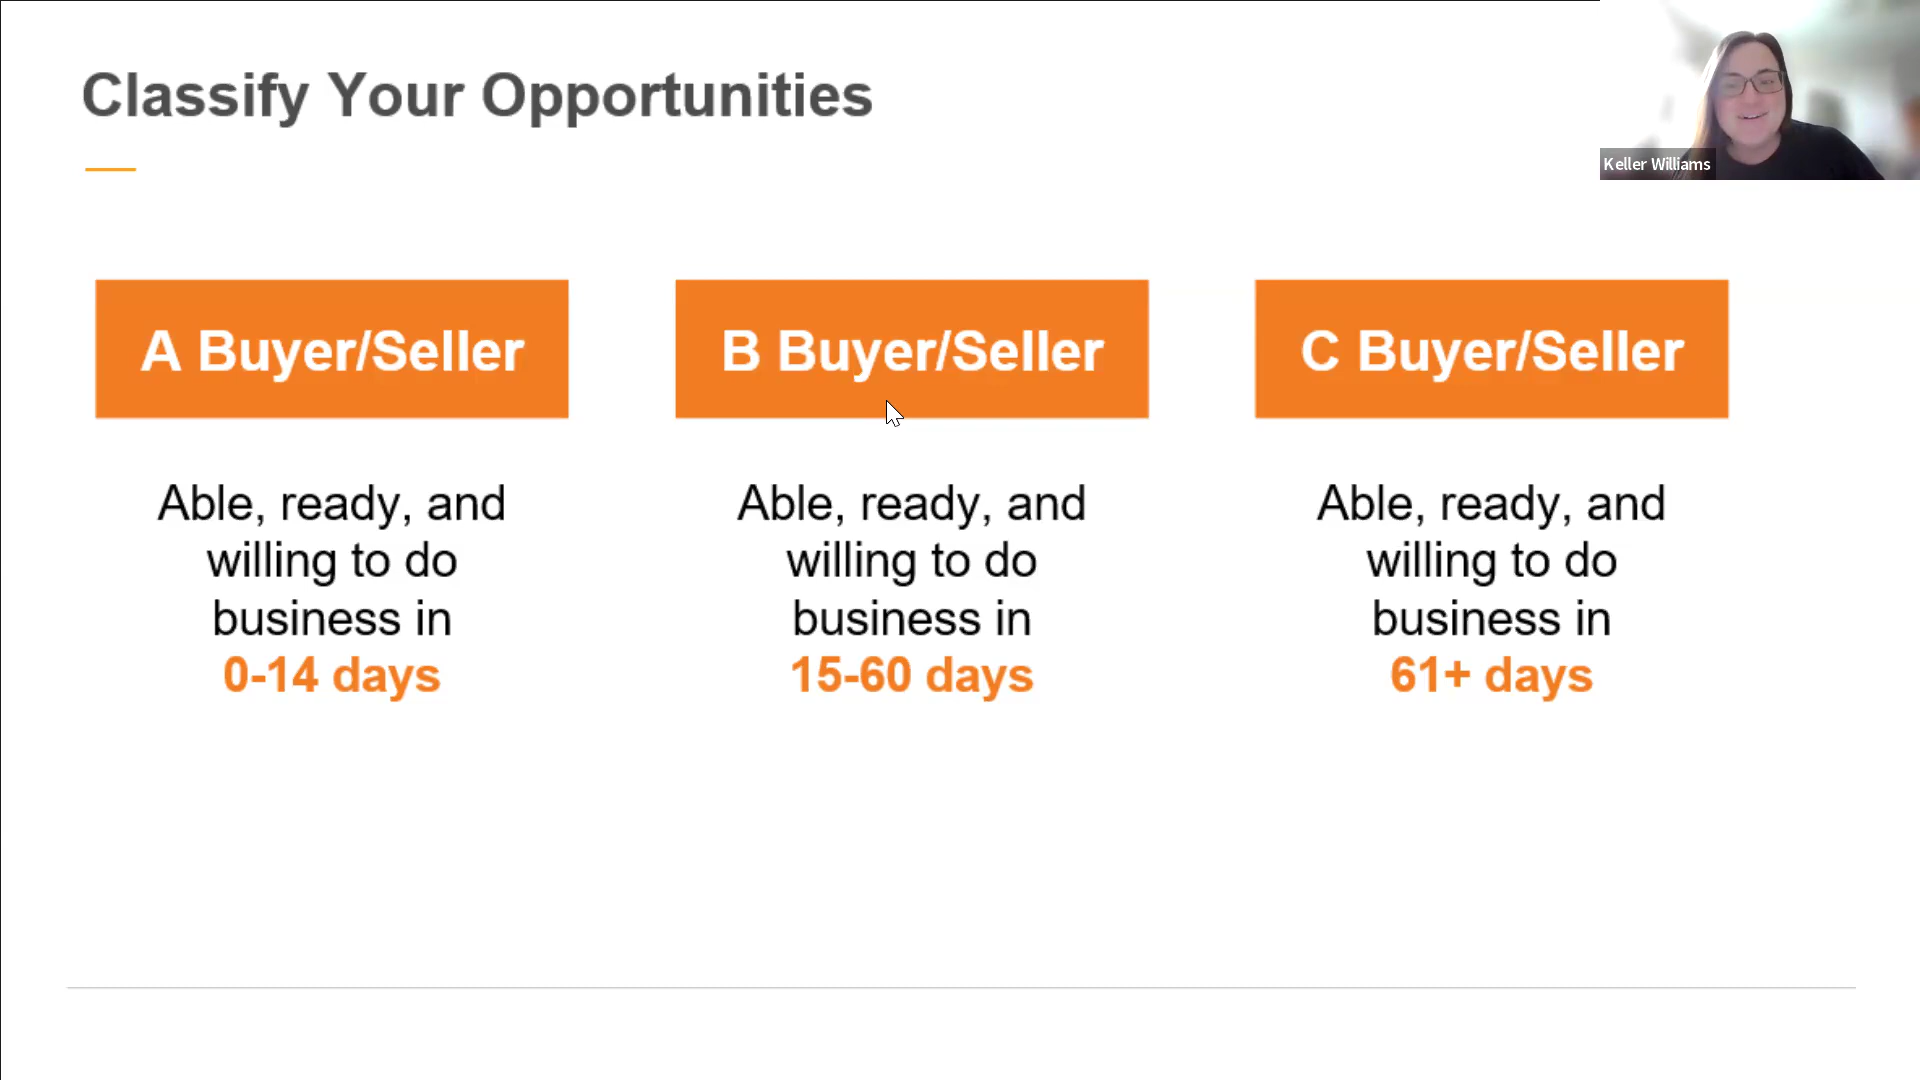 Classify Your Opportunities
Keller Williams
A Buyer/Seller
Able, ready, and
willing to do
business in
0-14 days
B Buyer/Seller
Able, ready, and
willing to do
business in
15-60 days
C Buyer/Seller
Able, ready, and
willing to do
business in
61+ days